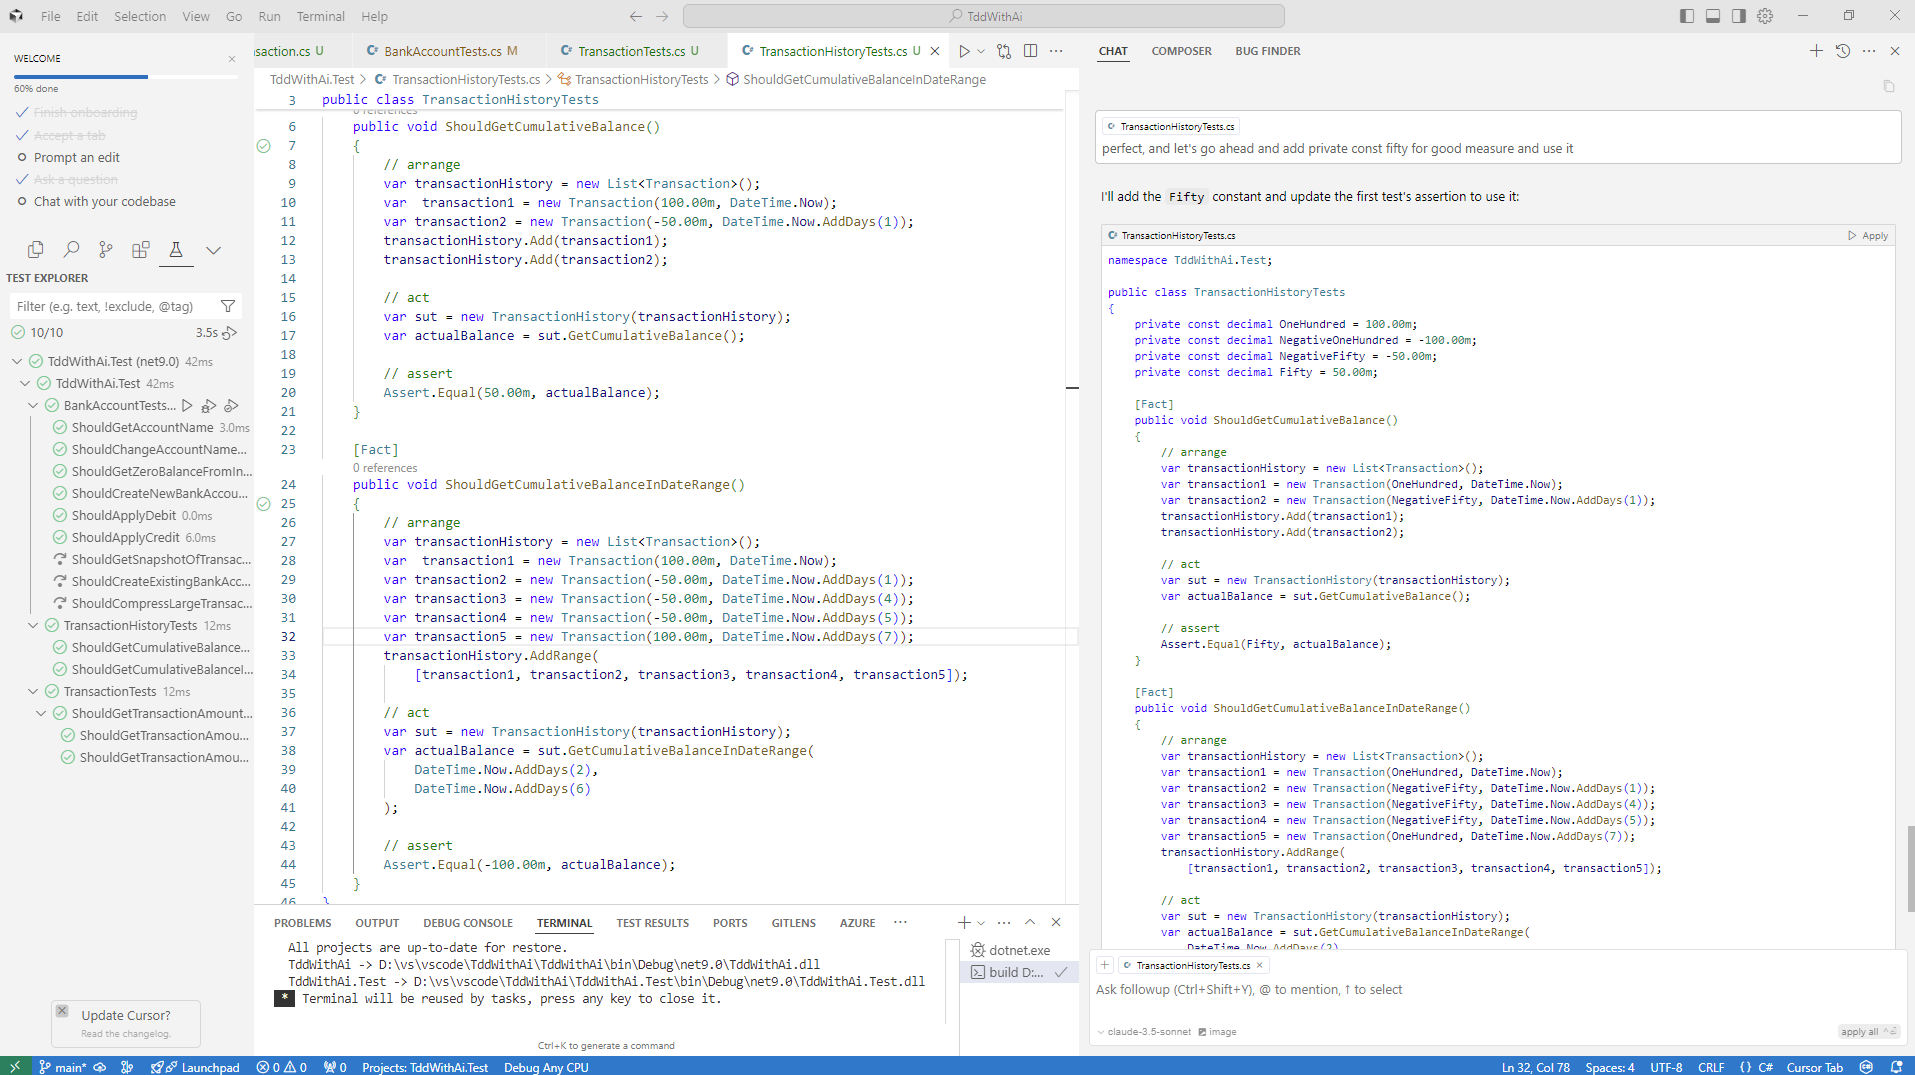 File Edit Selection View Go Run Terminal Help
TddWithAi
WELCOME
60% done
Finish onboarding
Accept a tab
Prompt an edit
Ask a question
Chat with your codebase
TEST EXPLORER
Filter (e.g. text, !exclude, @tag)
10/10 3.5s
TddWithAi.Test (net9.0) 42ms
TddWithAi.Test 42ms
BankAccountTests...
ShouldGetAccountName 3.0ms
ShouldChangeAccountName...
ShouldGetZeroBalanceFromIn...
ShouldCreateNewBankAccou...
ShouldApplyDebit 0.0ms
ShouldApplyCredit 6.0ms
ShouldGetSnapshotOfTransac...
ShouldCreateExistingBankAcc...
ShouldCompressLargeTransac...
TransactionHistoryTests 12ms
ShouldGetCumulativeBalance...
ShouldGetCumulativeBalanceI...
TransactionTests 12ms
ShouldGetTransactionAmount...
ShouldGetTransactionAmou...
ShouldGetTransactionAmou...
Update Cursor?
Read the changelog.
saction.cs U BankAccountTests.cs M TransactionTests.cs U TransactionHistoryTests.cs U
TddWithAi.Test > TransactionHistoryTests.cs > TransactionHistoryTests > ShouldGetCumulativeBalanceInDateRange
3 public class TransactionHistoryTests
0 references
6 public void ShouldGetCumulativeBalance()
7 {
8 // arrange
9 var transactionHistory = new List<Transaction>();
10 var  transaction1 = new Transaction(100.00m, DateTime.Now);
11 var transaction2 = new Transaction(-50.00m, DateTime.Now.AddDays(1));
12 transactionHistory.Add(transaction1);
13 transactionHistory.Add(transaction2);
14
15 // act
16 var sut = new TransactionHistory(transactionHistory);
17 var actualBalance = sut.GetCumulativeBalance();
18
19 // assert
20 Assert.Equal(50.00m, actualBalance);
21 }
22
23 [Fact]
0 references
24 public void ShouldGetCumulativeBalanceInDateRange()
25 {
26 // arrange
27 var transactionHistory = new List<Transaction>();
28 var  transaction1 = new Transaction(100.00m, DateTime.Now);
29 var transaction2 = new Transaction(-50.00m, DateTime.Now.AddDays(1));
30 var transaction3 = new Transaction(-50.00m, DateTime.Now.AddDays(4));
31 var transaction4 = new Transaction(-50.00m, DateTime.Now.AddDays(5));
32 var transaction5 = new Transaction(100.00m, DateTime.Now.AddDays(7));
33 transactionHistory.AddRange(
34 [transaction1, transaction2, transaction3, transaction4, transaction5]);
35
36 // act
37 var sut = new TransactionHistory(transactionHistory);
38 var actualBalance = sut.GetCumulativeBalanceInDateRange(
39 DateTime.Now.AddDays(2),
40 DateTime.Now.AddDays(6)
41 );
42
43 // assert
44 Assert.Equal(-100.00m, actualBalance);
45 }
46 }
PROBLEMS OUTPUT DEBUG CONSOLE TERMINAL TEST RESULTS PORTS GITLENS AZURE ...
All projects are up-to-date for restore.
TddWithAi -> D:\vs\vscode\TddWithAi\TddWithAi\bin\Debug\net9.0\TddWithAi.dll
TddWithAi.Test -> D:\vs\vscode\TddWithAi\TddWithAi.Test\bin\Debug\net9.0\TddWithAi.Test.dll
* Terminal will be reused by tasks, press any key to close it.
Ctrl+K to generate a command
dotnet.exe
build D:...
CHAT COMPOSER BUG FINDER
TransactionHistoryTests.cs
perfect, and let's go ahead and add private const fifty for good measure and use it
I'll add the Fifty constant and update the first test's assertion to use it:
TransactionHistoryTests.cs Apply
namespace TddWithAi.Test;
public class TransactionHistoryTests
{
private const decimal OneHundred = 100.00m;
private const decimal NegativeOneHundred = -100.00m;
private const decimal NegativeFifty = -50.00m;
private const decimal Fifty = 50.00m;
[Fact]
public void ShouldGetCumulativeBalance()
{
// arrange
var transactionHistory = new List<Transaction>();
var transaction1 = new Transaction(OneHundred, DateTime.Now);
var transaction2 = new Transaction(NegativeFifty, DateTime.Now.AddDays(1));
transactionHistory.Add(transaction1);
transactionHistory.Add(transaction2);
// act
var sut = new TransactionHistory(transactionHistory);
var actualBalance = sut.GetCumulativeBalance();
// assert
Assert.Equal(Fifty, actualBalance);
}
[Fact]
public void ShouldGetCumulativeBalanceInDateRange()
{
// arrange
var transactionHistory = new List<Transaction>();
var transaction1 = new Transaction(OneHundred, DateTime.Now);
var transaction2 = new Transaction(NegativeFifty, DateTime.Now.AddDays(1));
var transaction3 = new Transaction(NegativeFifty, DateTime.Now.AddDays(4));
var transaction4 = new Transaction(NegativeFifty, DateTime.Now.AddDays(5));
var transaction5 = new Transaction(OneHundred, DateTime.Now.AddDays(7));
transactionHistory.AddRange(
[transaction1, transaction2, transaction3, transaction4, transaction5]);
// act
var sut = new TransactionHistory(transactionHistory);
var actualBalance = sut.GetCumulativeBalanceInDateRange(
DateTime.Now.AddDays(2)
+ TransactionHistoryTests.cs ×
Ask followup (Ctrl+Shift+Y), @ to mention, ↑ to select
claude-3.5-sonnet image apply all
main* Launchpad 0 0 0 Projects: TddWithAi.Test Debug Any CPU Ln 32, Col 78 Spaces: 4 UTF-8 CRLF {} C# Cursor Tab